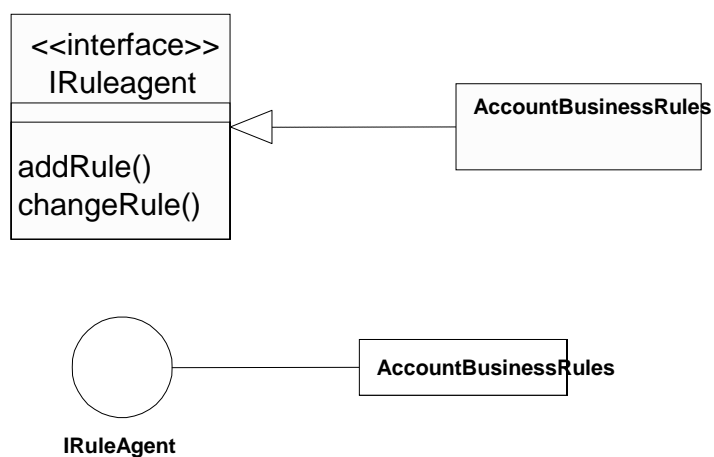 <<interface>>
IRuleagent
addRule()
changeRule()
AccountBusinessRules
AccountBusinessRules
IRuleAgent